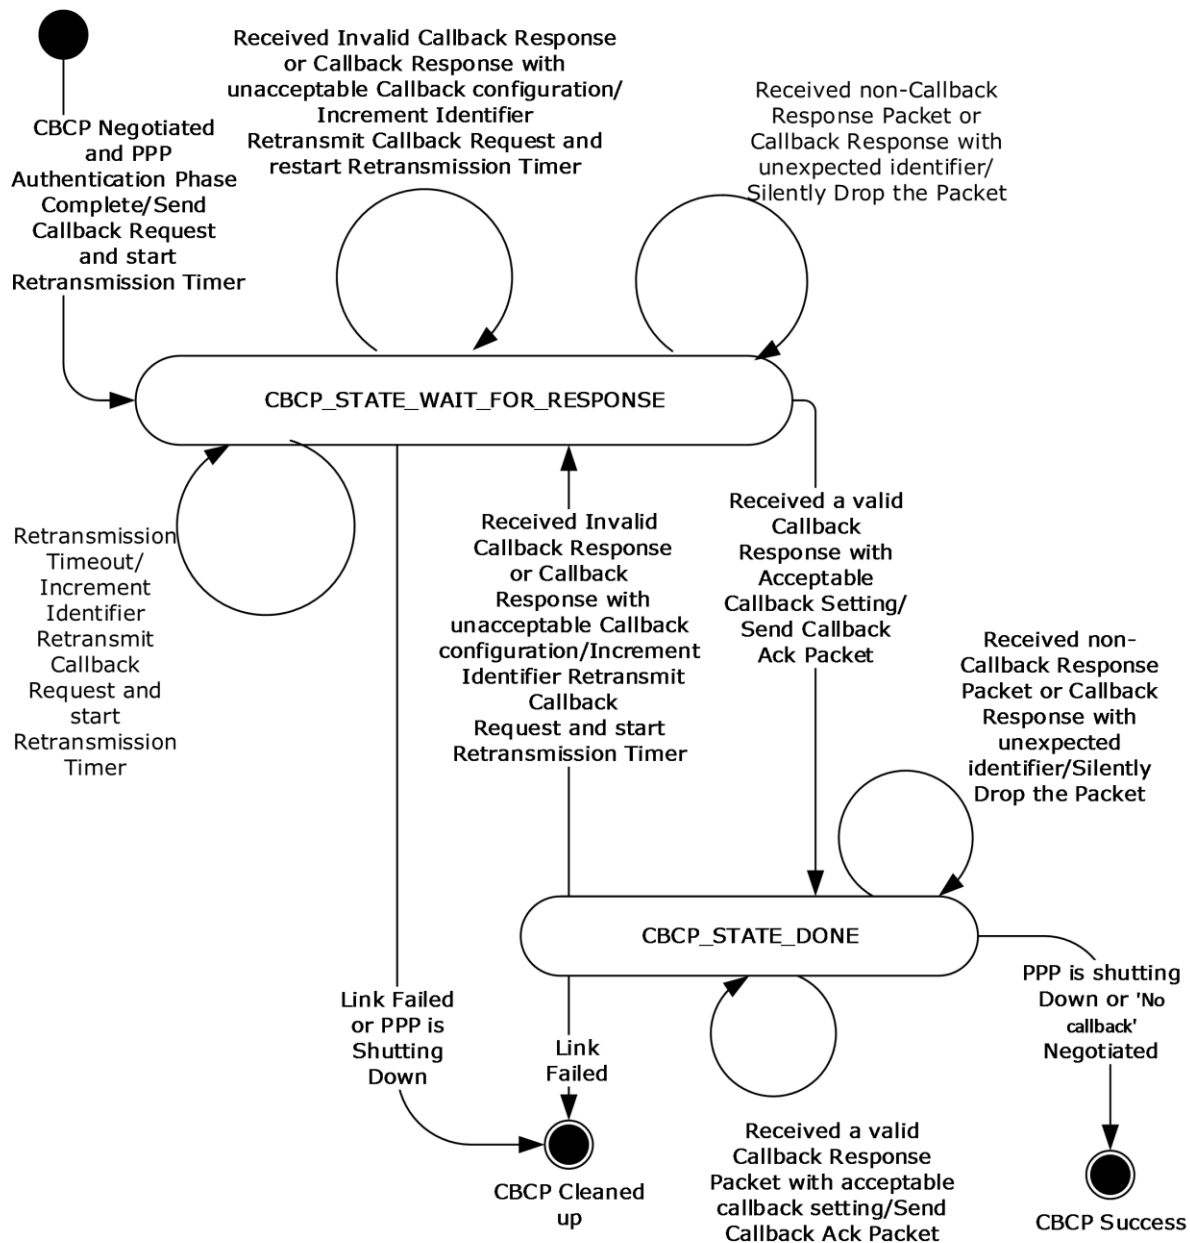 Received Invalid Callback Response
or Callback Response with
unacceptable Callback configuration/
Increment Identifier
Retransmit Callback Request and
restart Retransmission Timer
Received non-Callback
Response Packet or
Callback Response with
unexpected identifier/
Silently Drop the Packet
CBCP Negotiated
and PPP
Authentication Phase
Complete/Send
Callback Request
and start
Retransmission Timer
CBCP_STATE_WAIT_FOR_RESPONSE
Retransmission
Timeout/
Increment
Identifier
Retransmit
Callback
Request and
start
Retransmission
Timer
Received Invalid
Callback Response
or Callback
Response with
unacceptable Callback
configuration/Increment
Identifier Retransmit
Callback
Request and start
Retransmission Timer
Received a valid
Callback
Response with
Acceptable
Callback Setting/
Send Callback
Ack Packet
Received non-
Callback Response
Packet or Callback
Response with
unexpected
identifier/Silently
Drop the Packet
CBCP_STATE_DONE
Link Failed
or PPP is
Shutting
Down
Link
Failed
PPP is shutting
Down or 'No
callback'
Negotiated
CBCP Cleaned
up
Received a valid
Callback Response
Packet with acceptable
callback setting/Send
Callback Ack Packet
CBCP Success